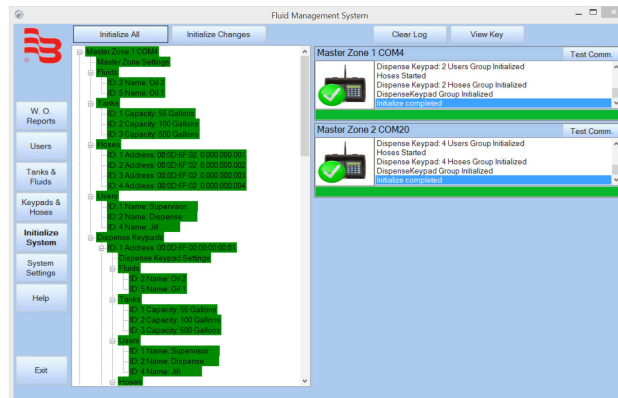 Fluid Management System
Initialize All
Initialize Changes
Clear Log
View Key
W. O.
Reports
Users
Tanks &
Fluids
Keypads &
Hoses
Initialize
System
System
Settings
Help
Exit
Master Zone 1 COM4
Master Zone Settings
Fluids
ID: 2 Name: Oil 2
ID: 5 Name: Oil 1
Tanks
ID: 1 Capacity: 55 Gallons
ID: 2 Capacity: 100 Gallons
ID: 3 Capacity: 500 Gallons
Hoses
ID: 1 Address: 00:0D:6F:02: 0.000.000.001
ID: 2 Address: 00:0D:6F:02: 0.000.000.002
ID: 3 Address: 00:0D:6F:02: 0.000.000.003
ID: 4 Address: 00:0D:6F:02: 0.000.000.004
Users
ID: 1 Name: Supervisor
ID: 2 Name: Dispense
ID: 4 Name: Jill
Dispense Keypads
ID: 1 Address: 00:0D:6F:00:00:00:00:01
Dispense Keypad Settings
Fluids
ID: 2 Name: Oil 2
ID: 5 Name: Oil 1
Tanks
ID: 1 Capacity: 55 Gallons
ID: 2 Capacity: 100 Gallons
ID: 3 Capacity: 500 Gallons
Users
ID: 1 Name: Supervisor
ID: 2 Name: Dispense
ID: 4 Name: Jill
Hoses
Master Zone 1 COM4
Test Comm.
Dispense Keypad: 2 Users Group Initialized
Hoses Started
Dispense Keypad: 2 Hoses Group Initialized
DispenseKeypad Group Initialized
Initialize completed
Master Zone 2 COM20
Test Comm.
Dispense Keypad: 4 Users Group Initialized
Hoses Started
Dispense Keypad: 4 Hoses Group Initialized
DispenseKeypad Group Initialized
Initialize completed